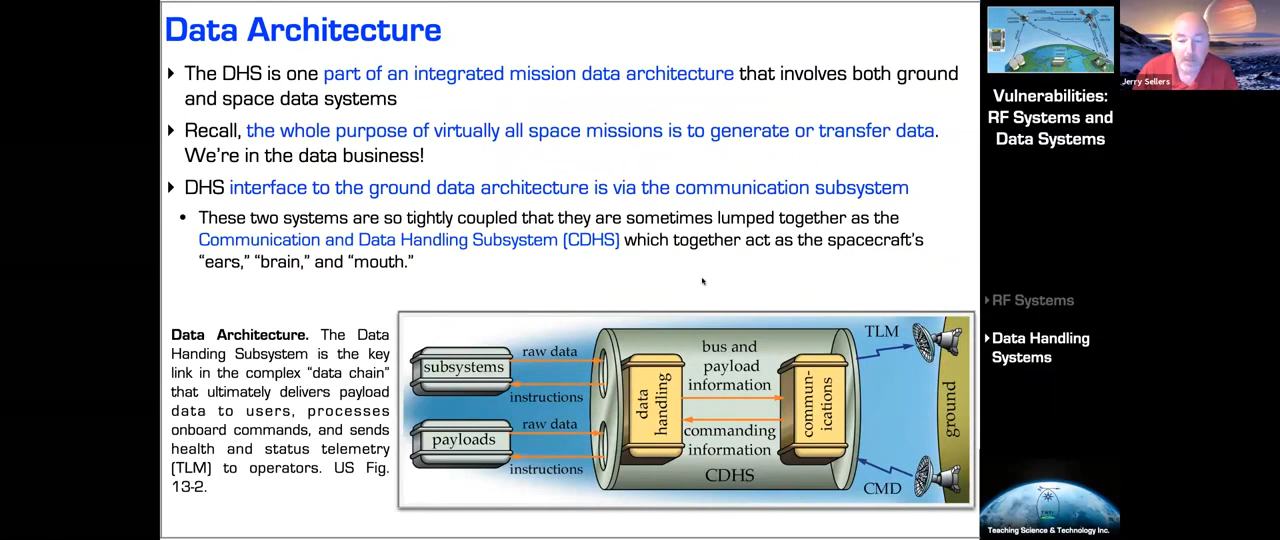 Data Architecture
The DHS is one part of an integrated mission data architecture that involves both ground
and space data systems
Recall, the whole purpose of virtually all space missions is to generate or transfer data.
We're in the data business!
DHS interface to the ground data architecture is via the communication subsystem
These two systems are so tightly coupled that they are sometimes lumped together as the
Communication and Data Handling Subsystem (CDHS) which together act as the spacecraft's
"ears," "brain," and "mouth."
Data Architecture. The Data
Handing Subsystem is the key
link in the complex "data chain"
that ultimately delivers payload
data to users, processes
onboard commands, and sends
health and status telemetry
(TLM) to operators. US Fig.
13-2.
subsystems
raw data
instructions
payloads
raw data
instructions
data
handling
bus and
payload
information
commanding
information
CDHS
commun-
ications
TLM
CMD
ground
Jerry Sellers
Vulnerabilities:
RF Systems and
Data Systems
RF Systems
Data Handling
Systems
Teaching Science & Technology Inc.